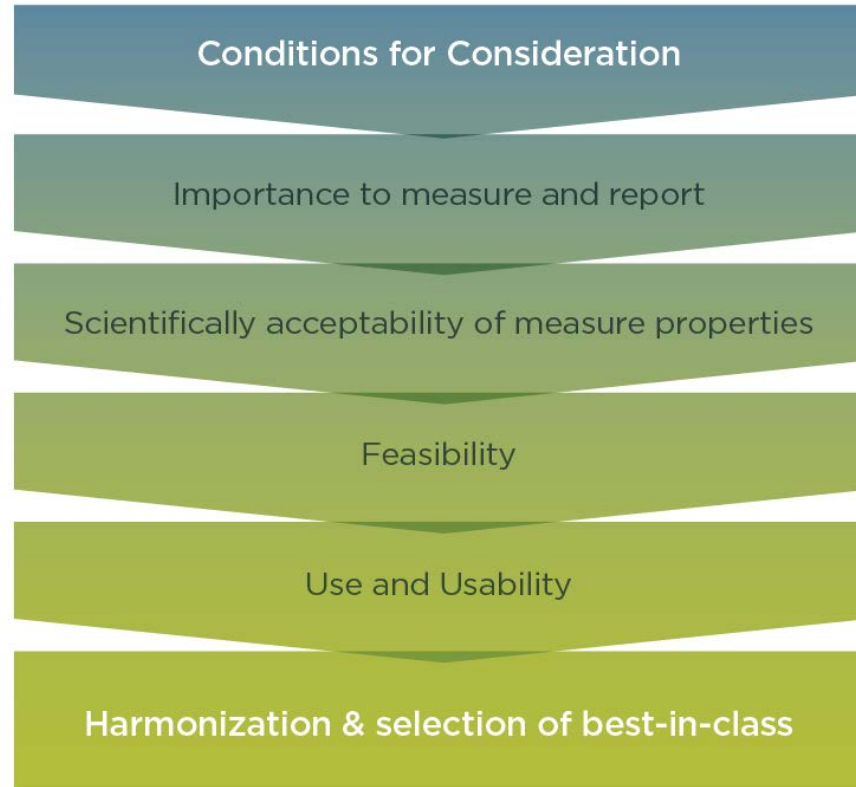 Conditions for Consideration
Importance to measure and report
Scientifically acceptability of measure properties
Feasibility
Use and Usability
Harmonization & selection of best-in-class